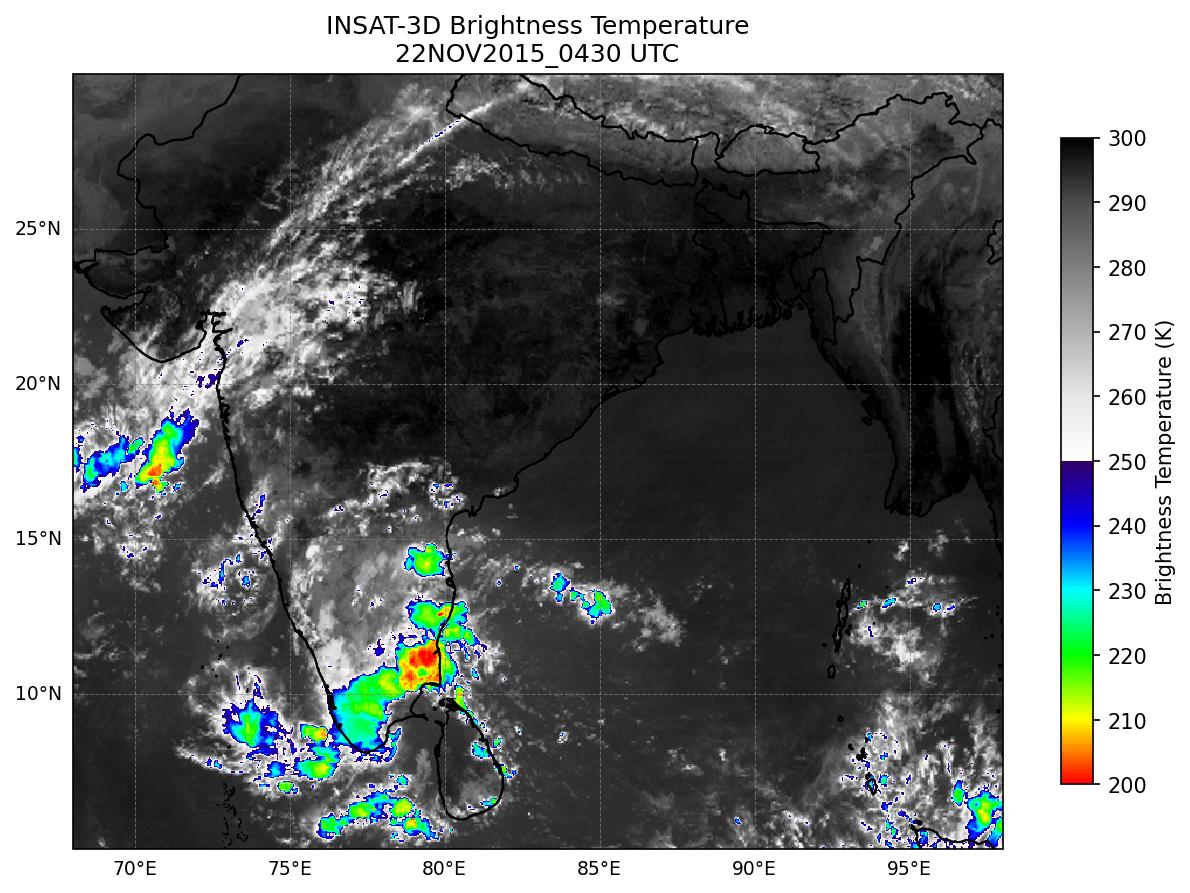 INSAT-3D Brightness Temperature
22NOV2015_0430 UTC
25°N
20°N
15°N
10°N
70°E
75°E
80°E
85°E
90°E
95°E
300
290
280
270
260
250
240
230
220
210
200
Brightness Temperature (K)